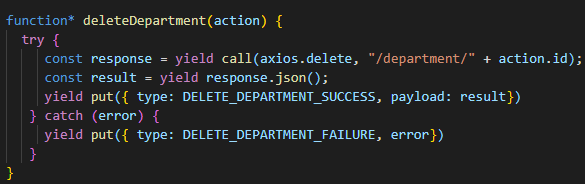 function* deleteDepartment(action) {
  try {
    const response = yield call(axios.delete, "/department/" + action.id);
    const result = yield response.json();
    yield put({ type: DELETE_DEPARTMENT_SUCCESS, payload: result})
  } catch (error) {
    yield put({ type: DELETE_DEPARTMENT_FAILURE, error})
  }
}